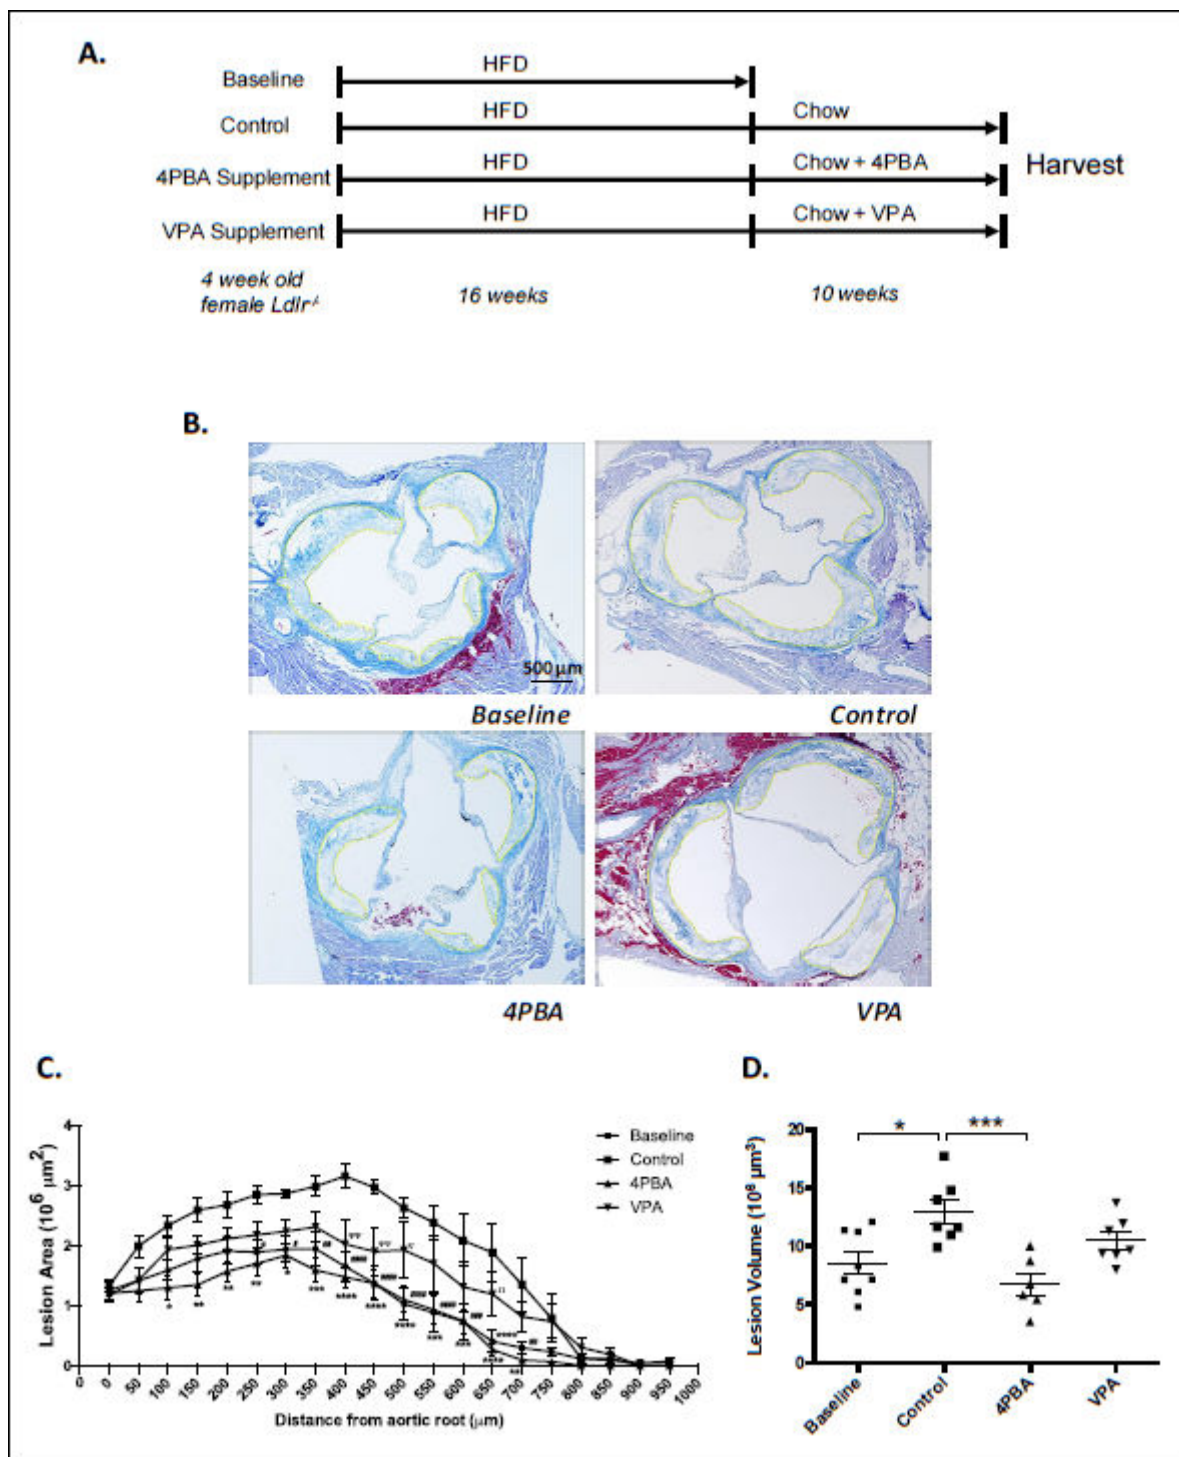 A.
Baseline HFD
Control HFD Chow
4PBA Supplement HFD Chow + 4PBA
VPA Supplement HFD Chow + VPA
Harvest
4 week old
female Ldlr⁻/⁻
16 weeks
10 weeks
B.
500 µm
Baseline
Control
4PBA
VPA
C.
Lesion Area (10⁶ µm²)
4
3
2
1
0
Baseline
Control
4PBA
VPA
0 0 50 100 150 200 250 300 350 400 450 500 550 600 650 700 750 800 850 900 950 1000
Distance from aortic root (µm)
D.
* ***
Lesion Volume (10⁸ µm³)
20
15
10
5
0
Baseline Control 4PBA VPA